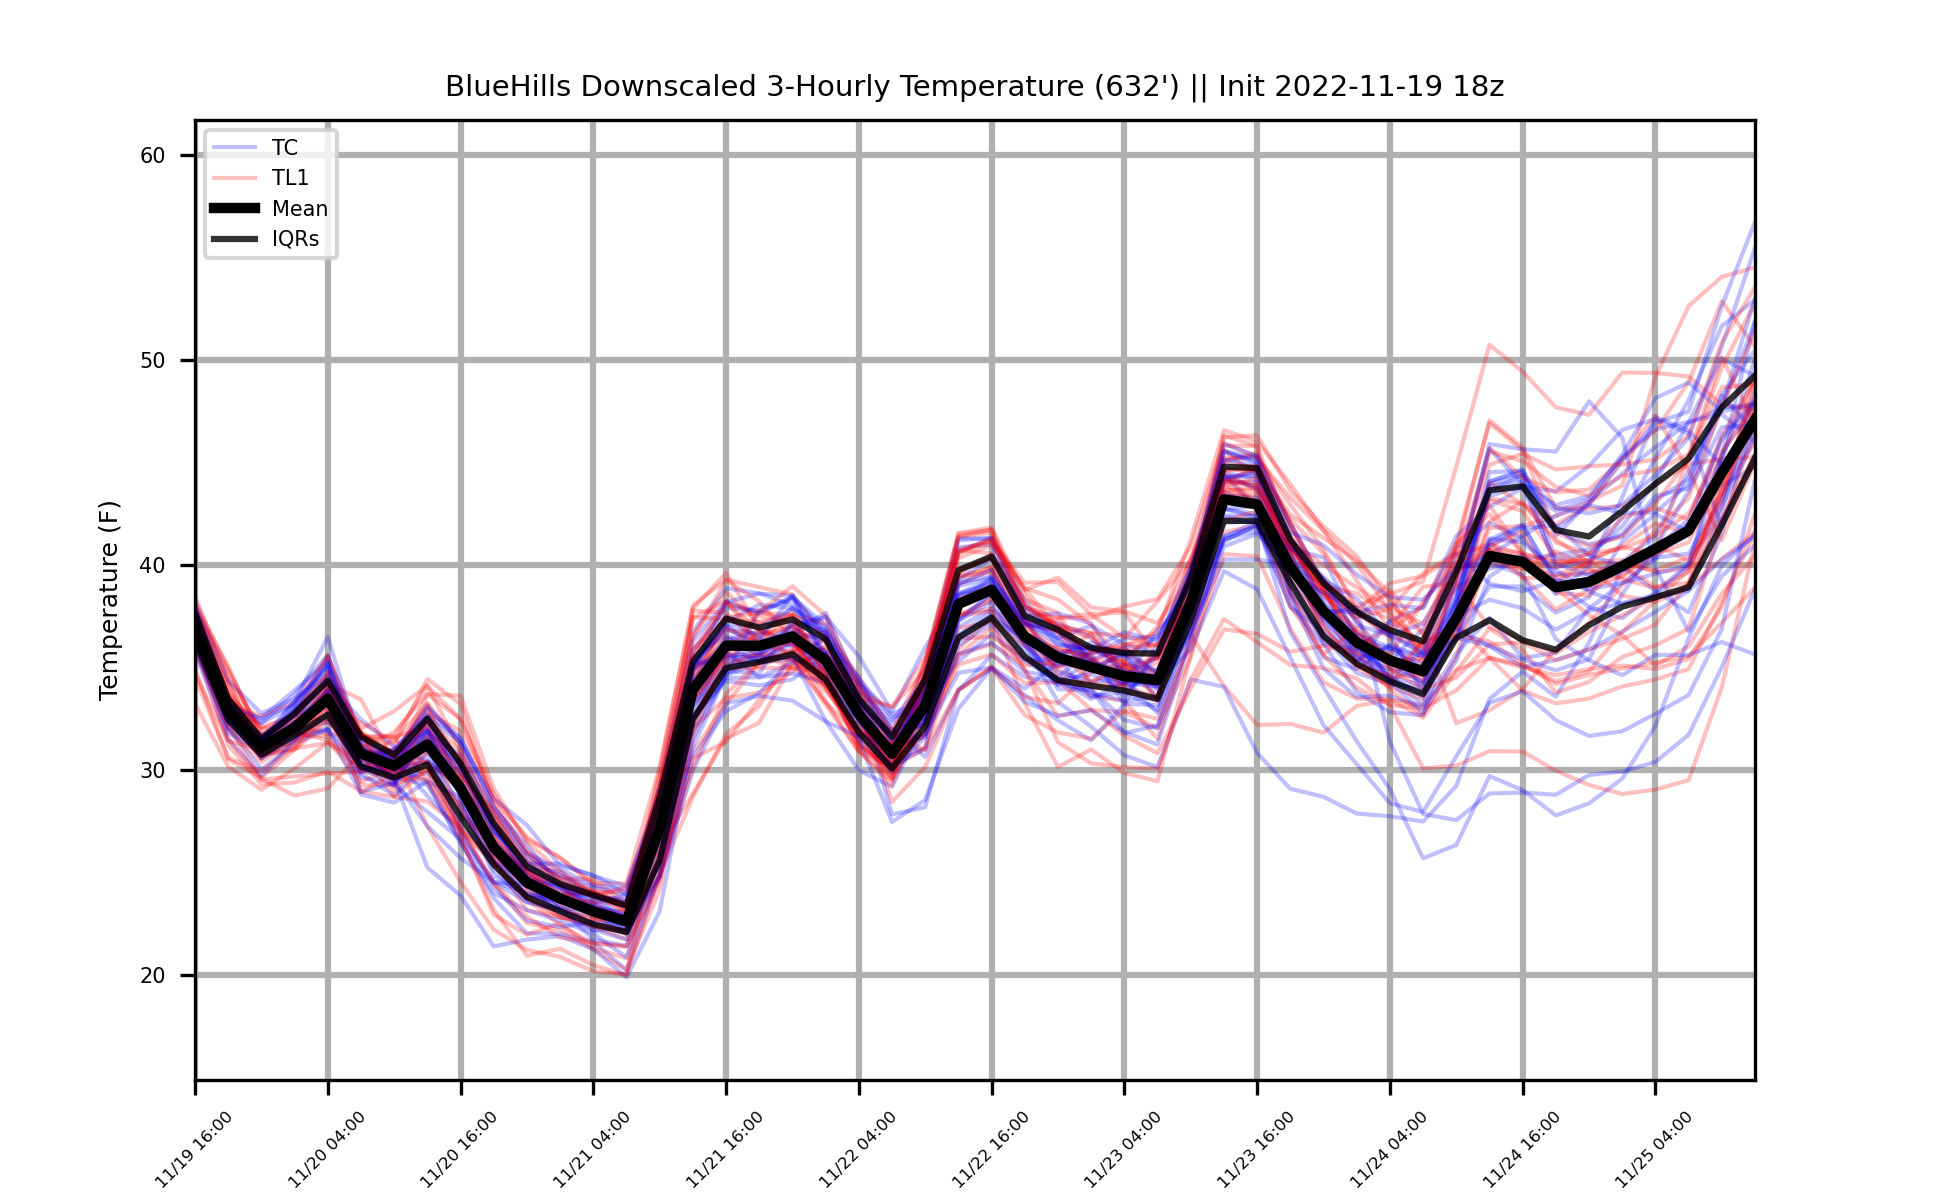 BlueHills Downscaled 3-Hourly Temperature (632') || Init 2022-11-19 18z
TC
TL1
Mean
IQRs
Temperature (F)
60
50
40
30
20
11/19 16:00
11/20 04:00
11/20 16:00
11/21 04:00
11/21 16:00
11/22 04:00
11/22 16:00
11/23 04:00
11/23 16:00
11/24 04:00
11/24 16:00
11/25 04:00